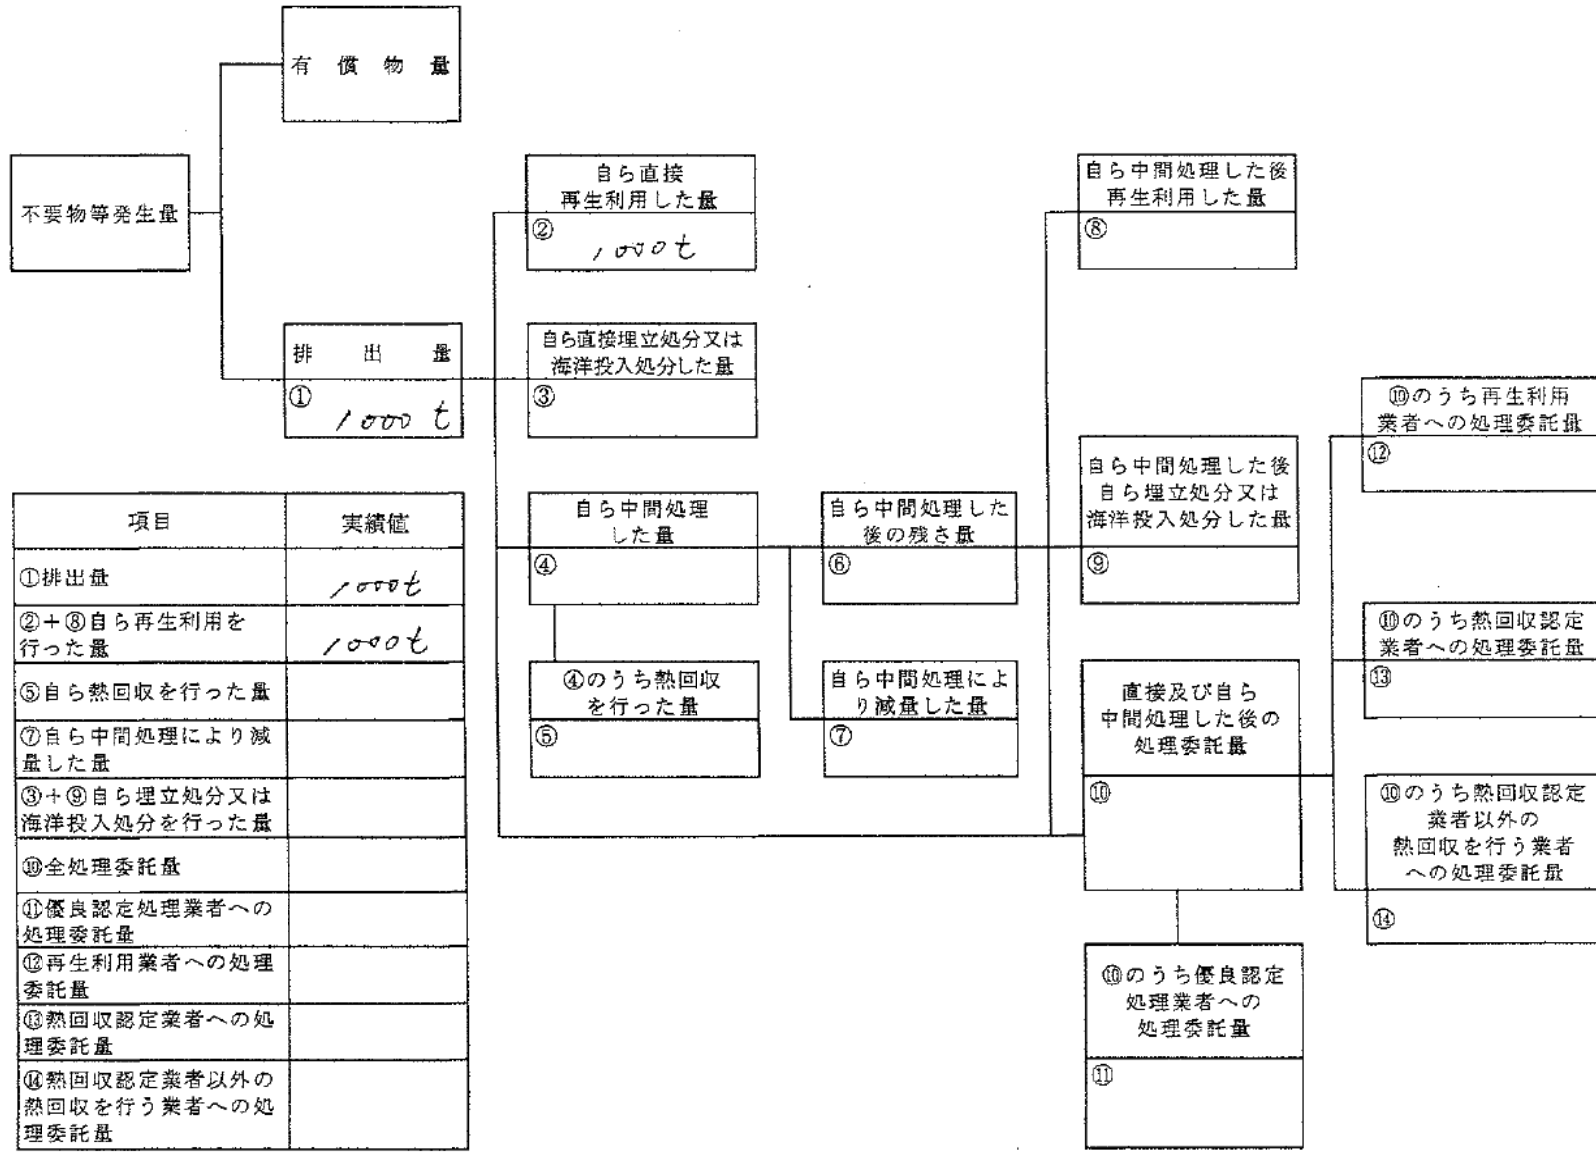 有償物量
不要物等発生量
排出量
①
1000t
自ら直接
再生利用した量
②
1000t
自ら直接埋立処分又は
海洋投入処分した量
③
自ら中間処理
した量
④
④のうち熱回収
を行った量
⑤
自ら中間処理した
後の残さ量
⑥
自ら中間処理によ
り減量した量
⑦
自ら中間処理した後
再生利用した量
⑧
自ら中間処理した後
自ら埋立処分又は
海洋投入処分した量
⑨
直接及び自ら
中間処理した後の
処理委託量
⑩
⑩のうち優良認定
処理業者への
処理委託量
⑪
⑩のうち再生利用
業者への処理委託量
⑫
⑩のうち熱回収認定
業者への処理委託量
⑬
⑩のうち熱回収認定
業者以外の
熱回収を行う業者
への処理委託量
⑭
項目 実績値
①排出量 1000t
②+⑧自ら再生利用を
行った量 1000t
⑤自ら熱回収を行った量
⑦自ら中間処理により減
量した量
③+⑨自ら埋立処分又は
海洋投入処分を行った量
⑩全処理委託量
⑪優良認定処理業者への
処理委託量
⑫再生利用業者への処理
委託量
⑬熱回収認定業者への処
理委託量
⑭熱回収認定業者以外の
熱回収を行う業者への処
理委託量